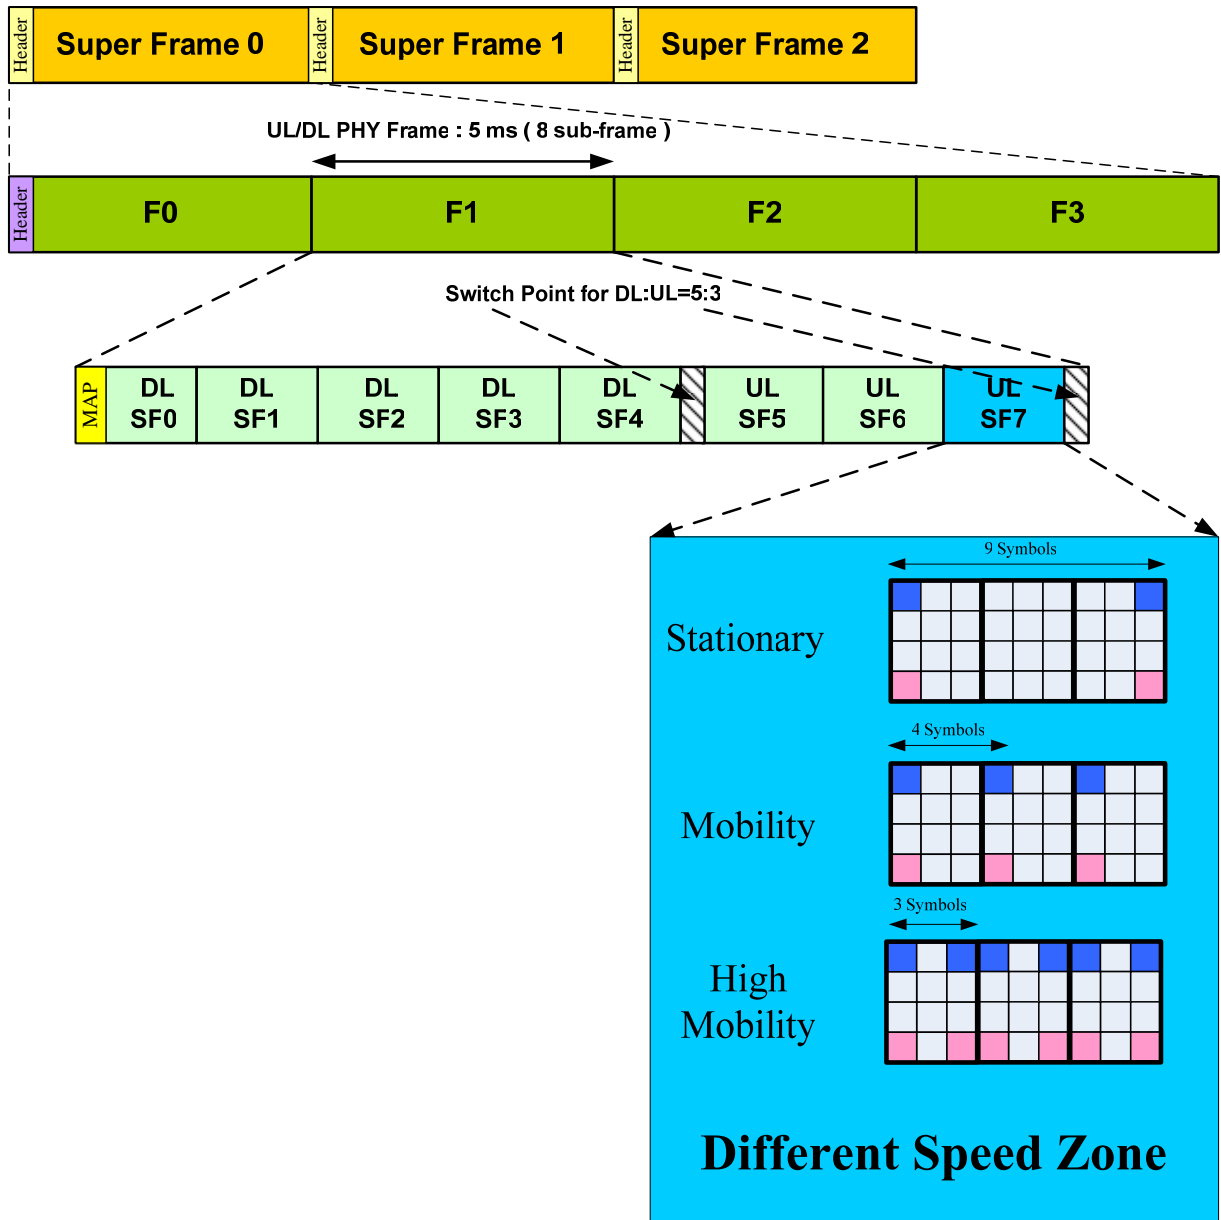 Header
Super Frame 0
Header
Super Frame 1
Header
Super Frame 2
UL/DL PHY Frame : 5 ms ( 8 sub-frame )
Header
F0
F1
F2
F3
Switch Point for DL:UL=5:3
MAP
DL
SF0
DL
SF1
DL
SF2
DL
SF3
DL
SF4
UL
SF5
UL
SF6
UL
SF7
9 Symbols
Stationary
4 Symbols
Mobility
3 Symbols
High
Mobility
Different Speed Zone